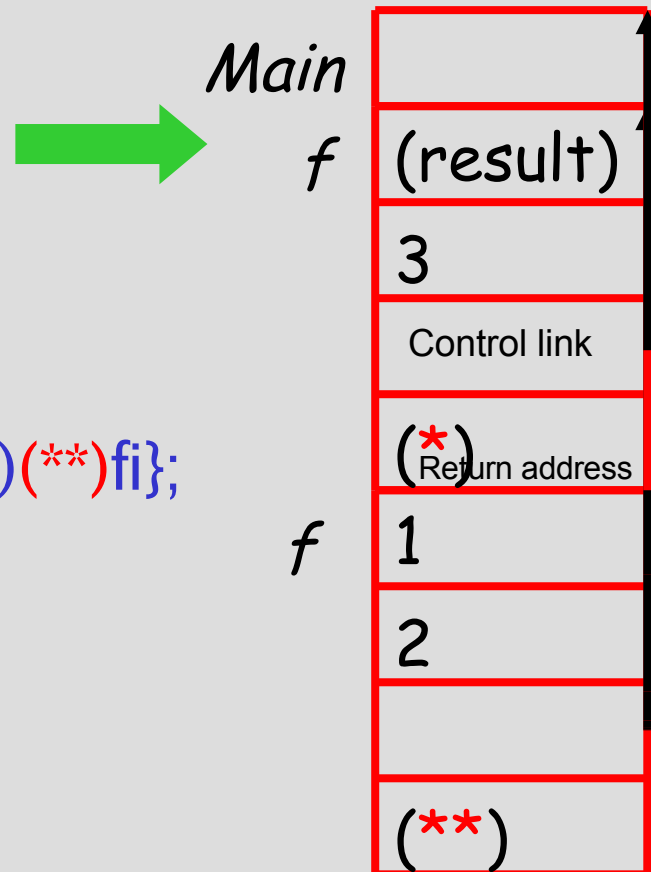 Main
f (result)
3
Control link
(*) Return address
)(**)fi};
f 1
2
(**)